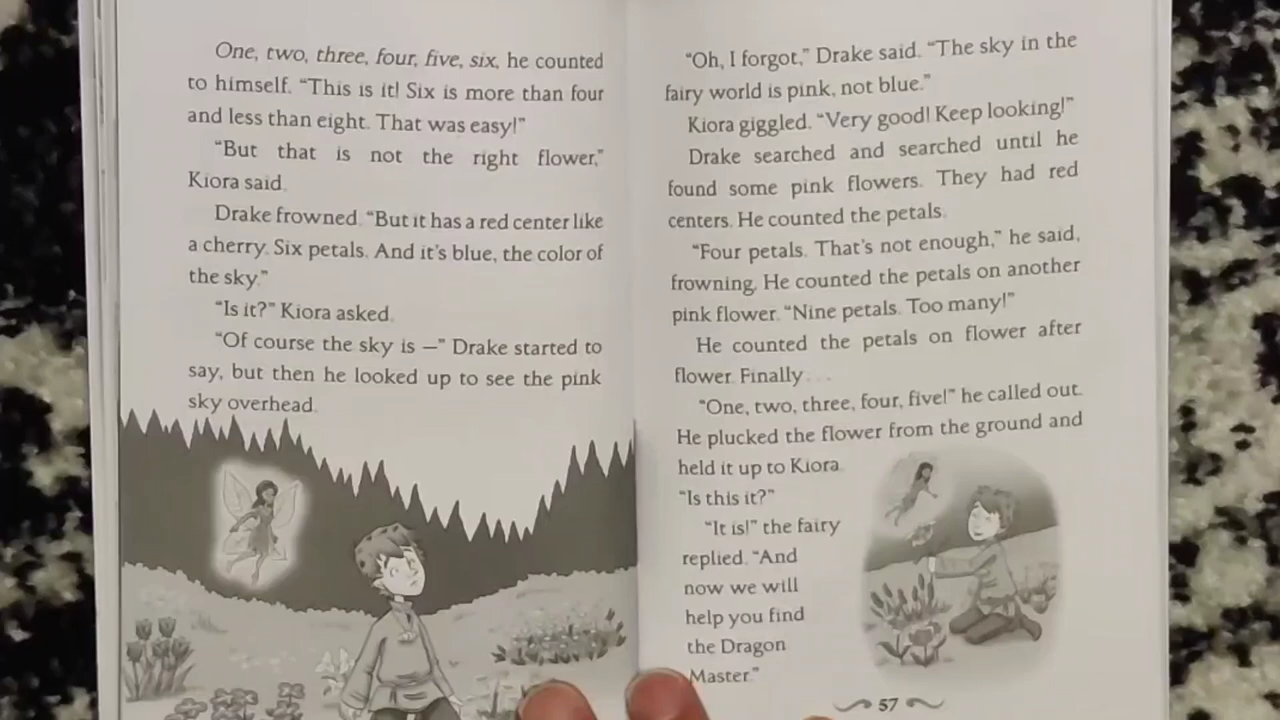 One, two, three, four, five, six, he counted
to himself. “This is it! Six is more than four
and less than eight. That was easy!”
“But that is not the right flower,”
Kiora said.
Drake frowned. “But it has a red center like
a cherry. Six petals. And it’s blue, the color of
the sky.”
“Is it?” Kiora asked.
“Of course the sky is —” Drake started to
say, but then he looked up to see the pink
sky overhead.
“Oh, I forgot,” Drake said. “The sky in the
fairy world is pink, not blue.”
Kiora giggled. “Very good! Keep looking!”
Drake searched and searched until he
found some pink flowers. They had red
centers. He counted the petals.
“Four petals. That’s not enough,” he said,
frowning. He counted the petals on another
pink flower. “Nine petals. Too many!”
He counted the petals on flower after
flower. Finally . . .
“One, two, three, four, five!” he called out.
He plucked the flower from the ground and
held it up to Kiora.
“Is this it?”
“It is!” the fairy
replied. “And
now we will
help you find
the Dragon
Master.”
57